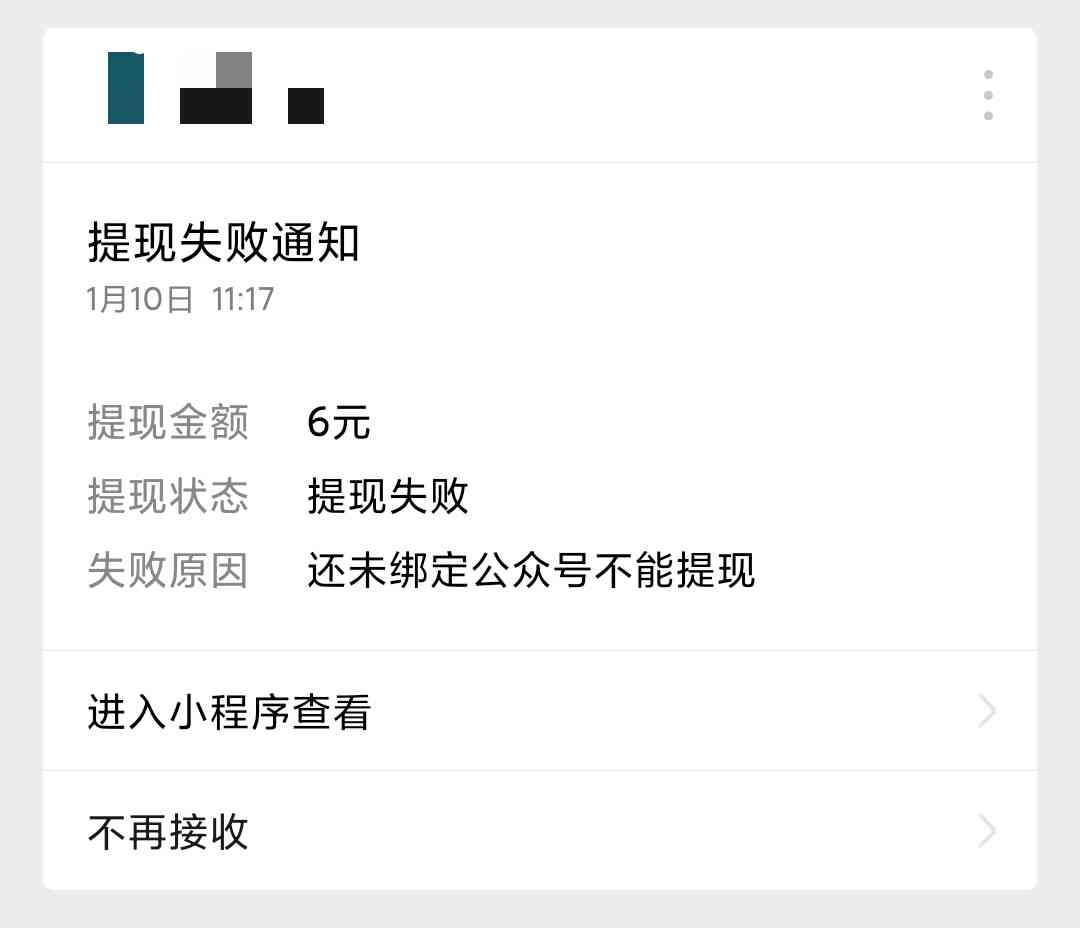 提现失败通知
1月10日 11:17
提现金额 6元
提现状态 提现失败
失败原因 还未绑定公众号不能提现
进入小程序查看
不再接收